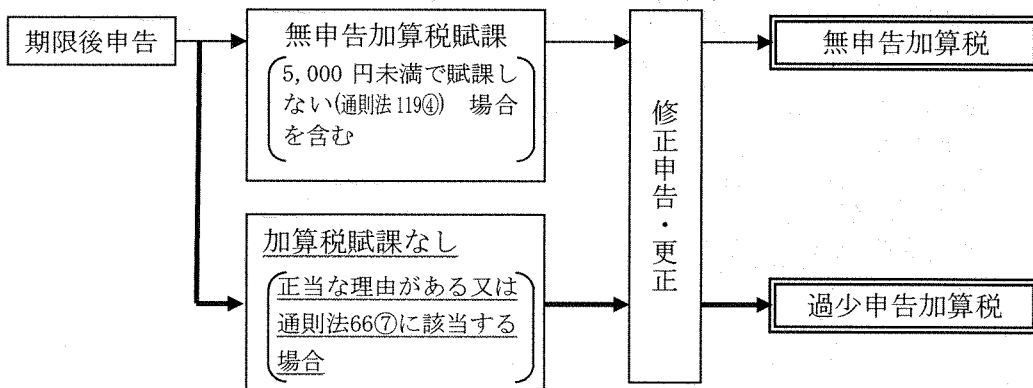 期限後申告
無申告加算税賦課
5,000 円未満で賦課し
ない(通則法 119④) 場合
を含む
加算税賦課なし
正当な理由がある又は
通則法66⑦に該当する
場合
修正申告・更正
無申告加算税
過少申告加算税